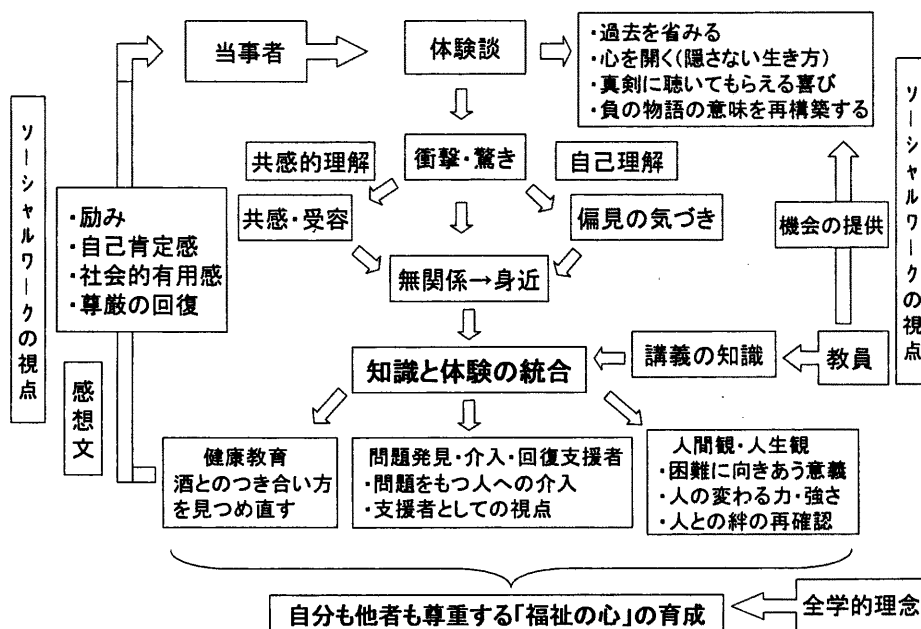 当事者
体験談
・過去を省みる
・心を開く(隠さない生き方)
・真剣に聴いてもらえる喜び
・負の物語の意味を再構築する
ソーシャルワークの視点
ソーシャルワークの視点
共感的理解
衝撃・驚き
自己理解
・励み
・自己肯定感
・社会的有用感
・尊厳の回復
共感・受容
偏見の気づき
機会の提供
無関係→身近
知識と体験の統合
講義の知識
教員
感想文
健康教育
酒とのつき合い方
を見つめ直す
問題発見・介入・回復支援者
・問題をもつ人への介入
・支援者としての視点
人間観・人生観
・困難に向きあう意義
・人の変わる力・強さ
・人との絆の再確認
自分も他者も尊重する「福祉の心」の育成
全学的理念